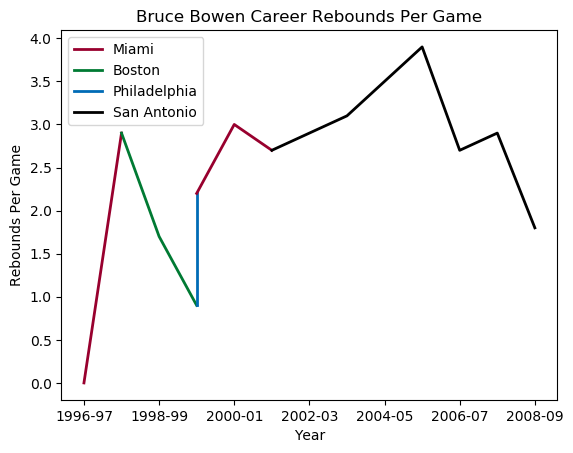 Bruce Bowen Career Rebounds Per Game
Miami
Boston
Philadelphia
San Antonio
4.0
3.5
3.0
2.5
2.0
1.5
1.0
0.5
0.0
Rebounds Per Game
1996-97 1998-99 2000-01 2002-03 2004-05 2006-07 2008-09
Year